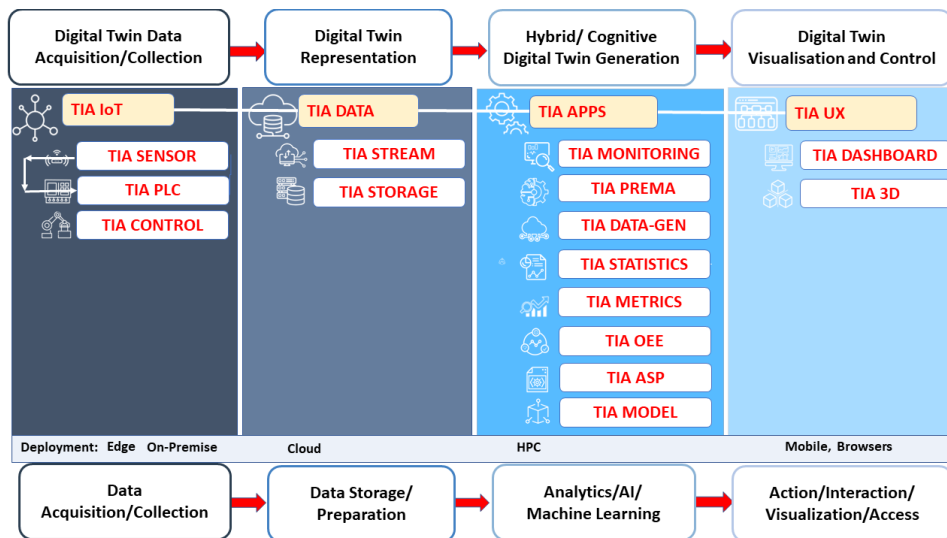 Digital Twin Data
Acquisition/Collection
Digital Twin
Representation
Hybrid/ Cognitive
Digital Twin Generation
Digital Twin
Visualisation and Control
TIA IoT
TIA SENSOR
TIA PLC
TIA CONTROL
TIA DATA
TIA STREAM
TIA STORAGE
TIA APPS
TIA MONITORING
TIA PREMA
TIA DATA-GEN
TIA STATISTICS
TIA METRICS
TIA OEE
TIA ASP
TIA MODEL
TIA UX
TIA DASHBOARD
TIA 3D
Deployment: Edge On-Premise Cloud HPC Mobile, Browsers
Data
Acquisition/Collection
Data Storage/
Preparation
Analytics/AI/
Machine Learning
Action/Interaction/
Visualization/Access